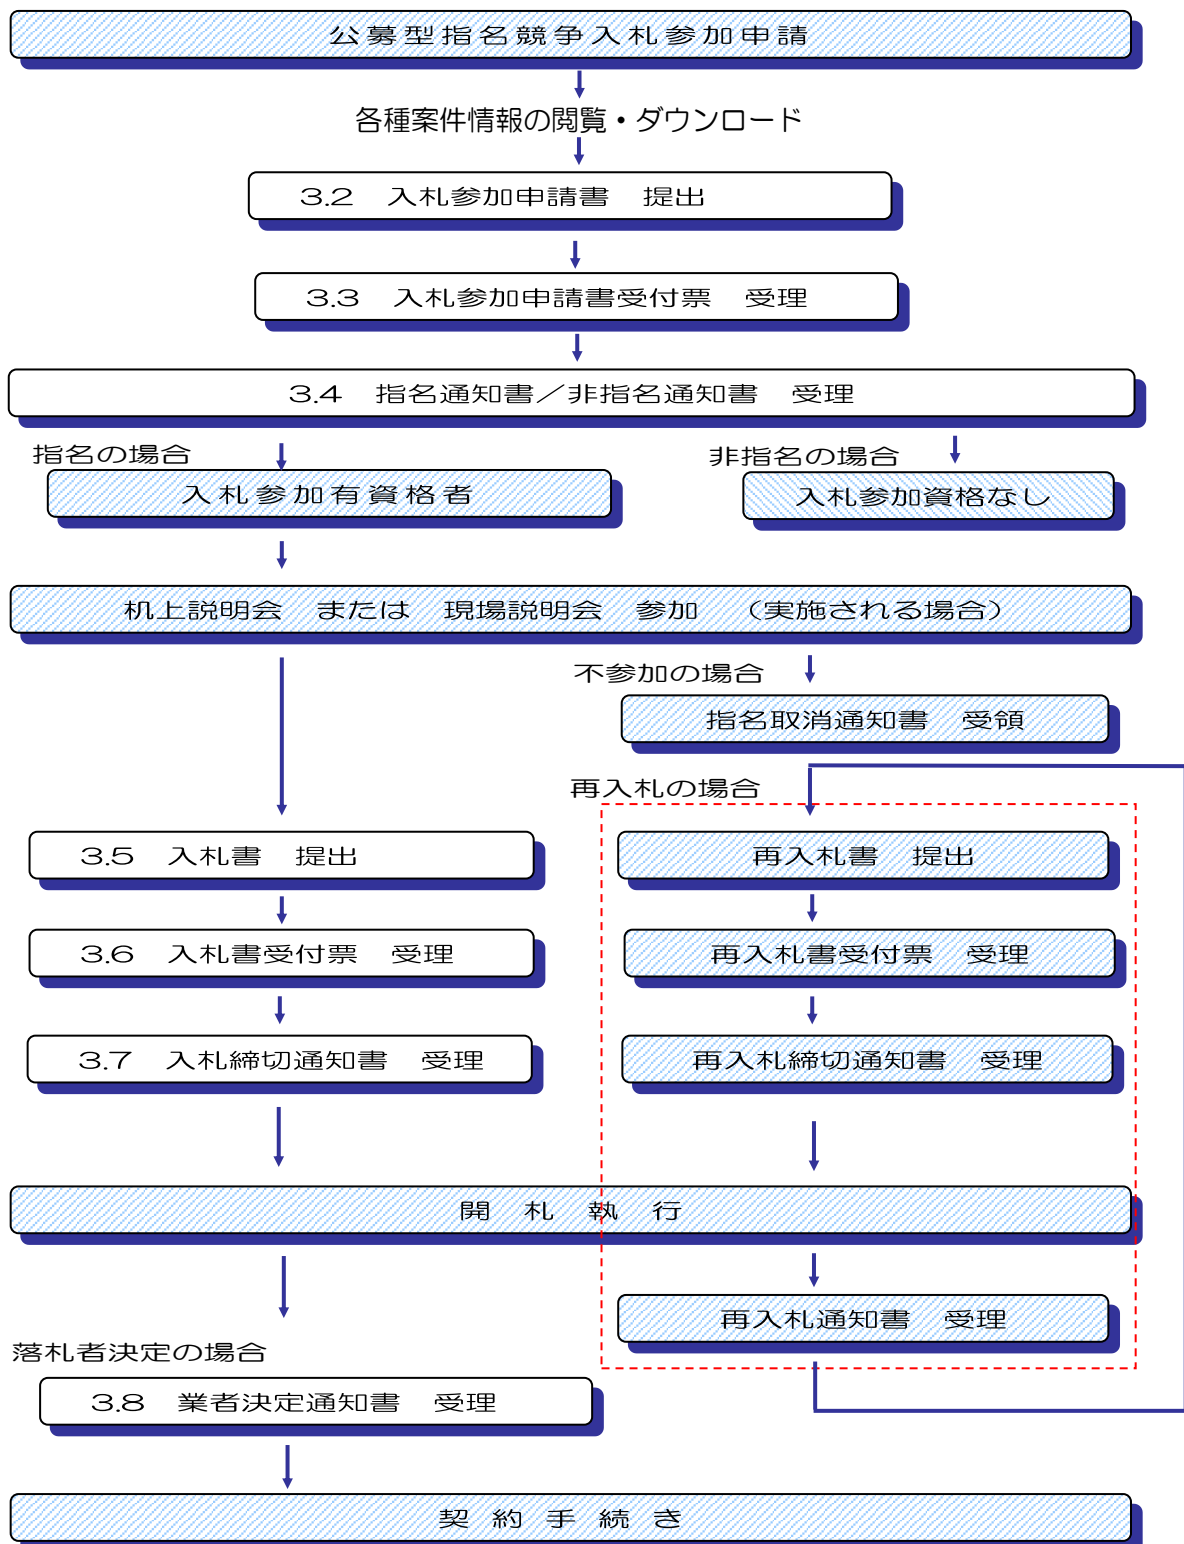 公募型指名競争入札参加申請
各種案件情報の閲覧・ダウンロード
3.2　入札参加申請書　提出
3.3　入札参加申請書受付票　受理
3.4　指名通知書／非指名通知書　受理
指名の場合
非指名の場合
入札参加有資格者
入札参加資格なし
机上説明会　または　現場説明会　参加　（実施される場合）
不参加の場合
指名取消通知書　受領
再入札の場合
3.5　入札書　提出
再入札書　提出
3.6　入札書受付票　受理
再入札書受付票　受理
3.7　入札締切通知書　受理
再入札締切通知書　受理
開　札　執　行
再入札通知書　受理
落札者決定の場合
3.8　業者決定通知書　受理
契 約 手 続 き